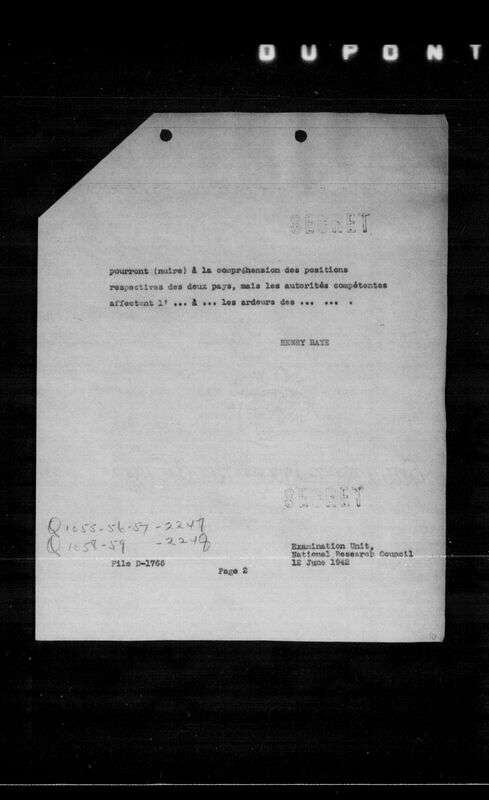 DUPONT
SECRET
pourront (nuire) à la compréhension des positions
respectives des deux pays, mais les autorités compétentes
affectent l' ... à ... les ardeurs des ... ... .
HENRY HAYE
SECRET
Q1055-56-57-2247
Q1058-59 -2248
Examination Unit,
National Research Council
12 June 1942
File D-1766
Page 2